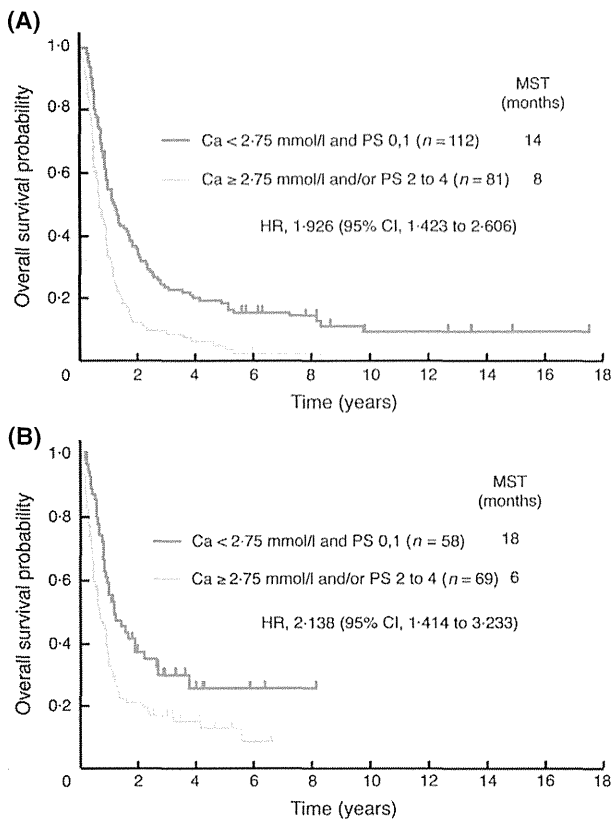 (A)
1·0
0·8
0·6
0·4
0·2
0
Overall survival probability
MST
(months)
Ca < 2·75 mmol/l and PS 0,1 (n = 112) 14
Ca ≥ 2·75 mmol/l and/or PS 2 to 4 (n = 81) 8
HR, 1·926 (95% CI, 1·423 to 2·606)
2 4 6 8 10 12 14 16 18
Time (years)
(B)
1·0
0·8
0·6
0·4
0·2
0
Overall survival probability
MST
(months)
Ca < 2·75 mmol/l and PS 0,1 (n = 58) 18
Ca ≥ 2·75 mmol/l and/or PS 2 to 4 (n = 69) 6
HR, 2·138 (95% CI, 1·414 to 3·233)
2 4 6 8 10 12 14 16 18
Time (years)